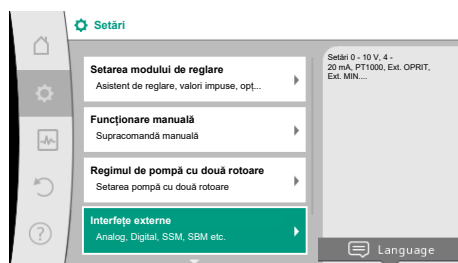 Setări
Setarea modului de reglare
Asistent de reglare, valori impuse, opț...
Funcționare manuală
Supracomandă manuală
Regimul de pompă cu două rotoare
Setarea pompă cu două rotoare
Interfețe externe
Analog, Digital, SSM, SBM etc.
Setări 0 - 10 V, 4 -
20 mA, PT1000, Ext. OPRIT,
Ext. MIN....
Language